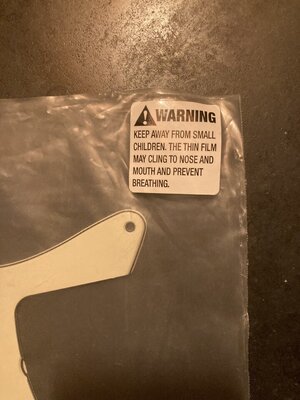 WARNING
KEEP AWAY FROM SMALL
CHILDREN. THE THIN FILM
MAY CLING TO NOSE AND
MOUTH AND PREVENT
BREATHING.